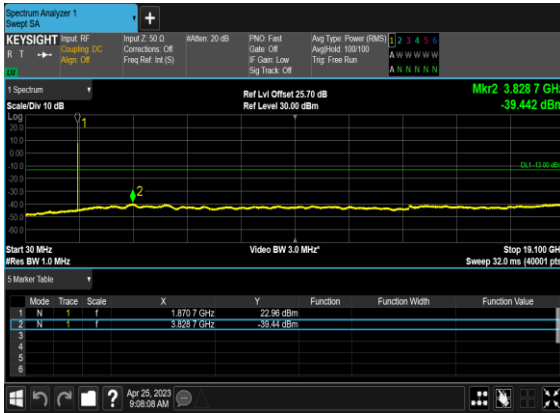 Spectrum Analyzer 1
Swept SA
+
KEYSIGHT Input: RF Input Z: 50 Ω #Atten: 20 dB PNO: Fast Avg Type: Power (RMS) 1 2 3 4 5 6
R T Coupling: DC Corrections: Off Gate: Off Avg|Hold: 100/100 A W W W W W
Align: Off Freq Ref: Int (S) IF Gain: Low Trig: Free Run
Sig Track: Off A N N N N N
1 Spectrum Ref Lvl Offset 25.70 dB Mkr2 3.828 7 GHz
Scale/Div 10 dB Ref Level 30.00 dBm -39.442 dBm
Log
20.0 1
10.0
0.00
-10.0 DL1 -13.00 dBm
-20.0
-30.0 2
-40.0
-50.0
-60.0
Start 30 MHz Video BW 3.0 MHz* Stop 19.100 GHz
#Res BW 1.0 MHz Sweep 32.0 ms (40001 pts)
5 Marker Table
Mode Trace Scale X Y Function Function Width Function Value
1 N 1 f 1.870 7 GHz 22.96 dBm
2 N 1 f 3.828 7 GHz -39.44 dBm
3
4
5
6
? Apr 25, 2023
9:08:08 AM